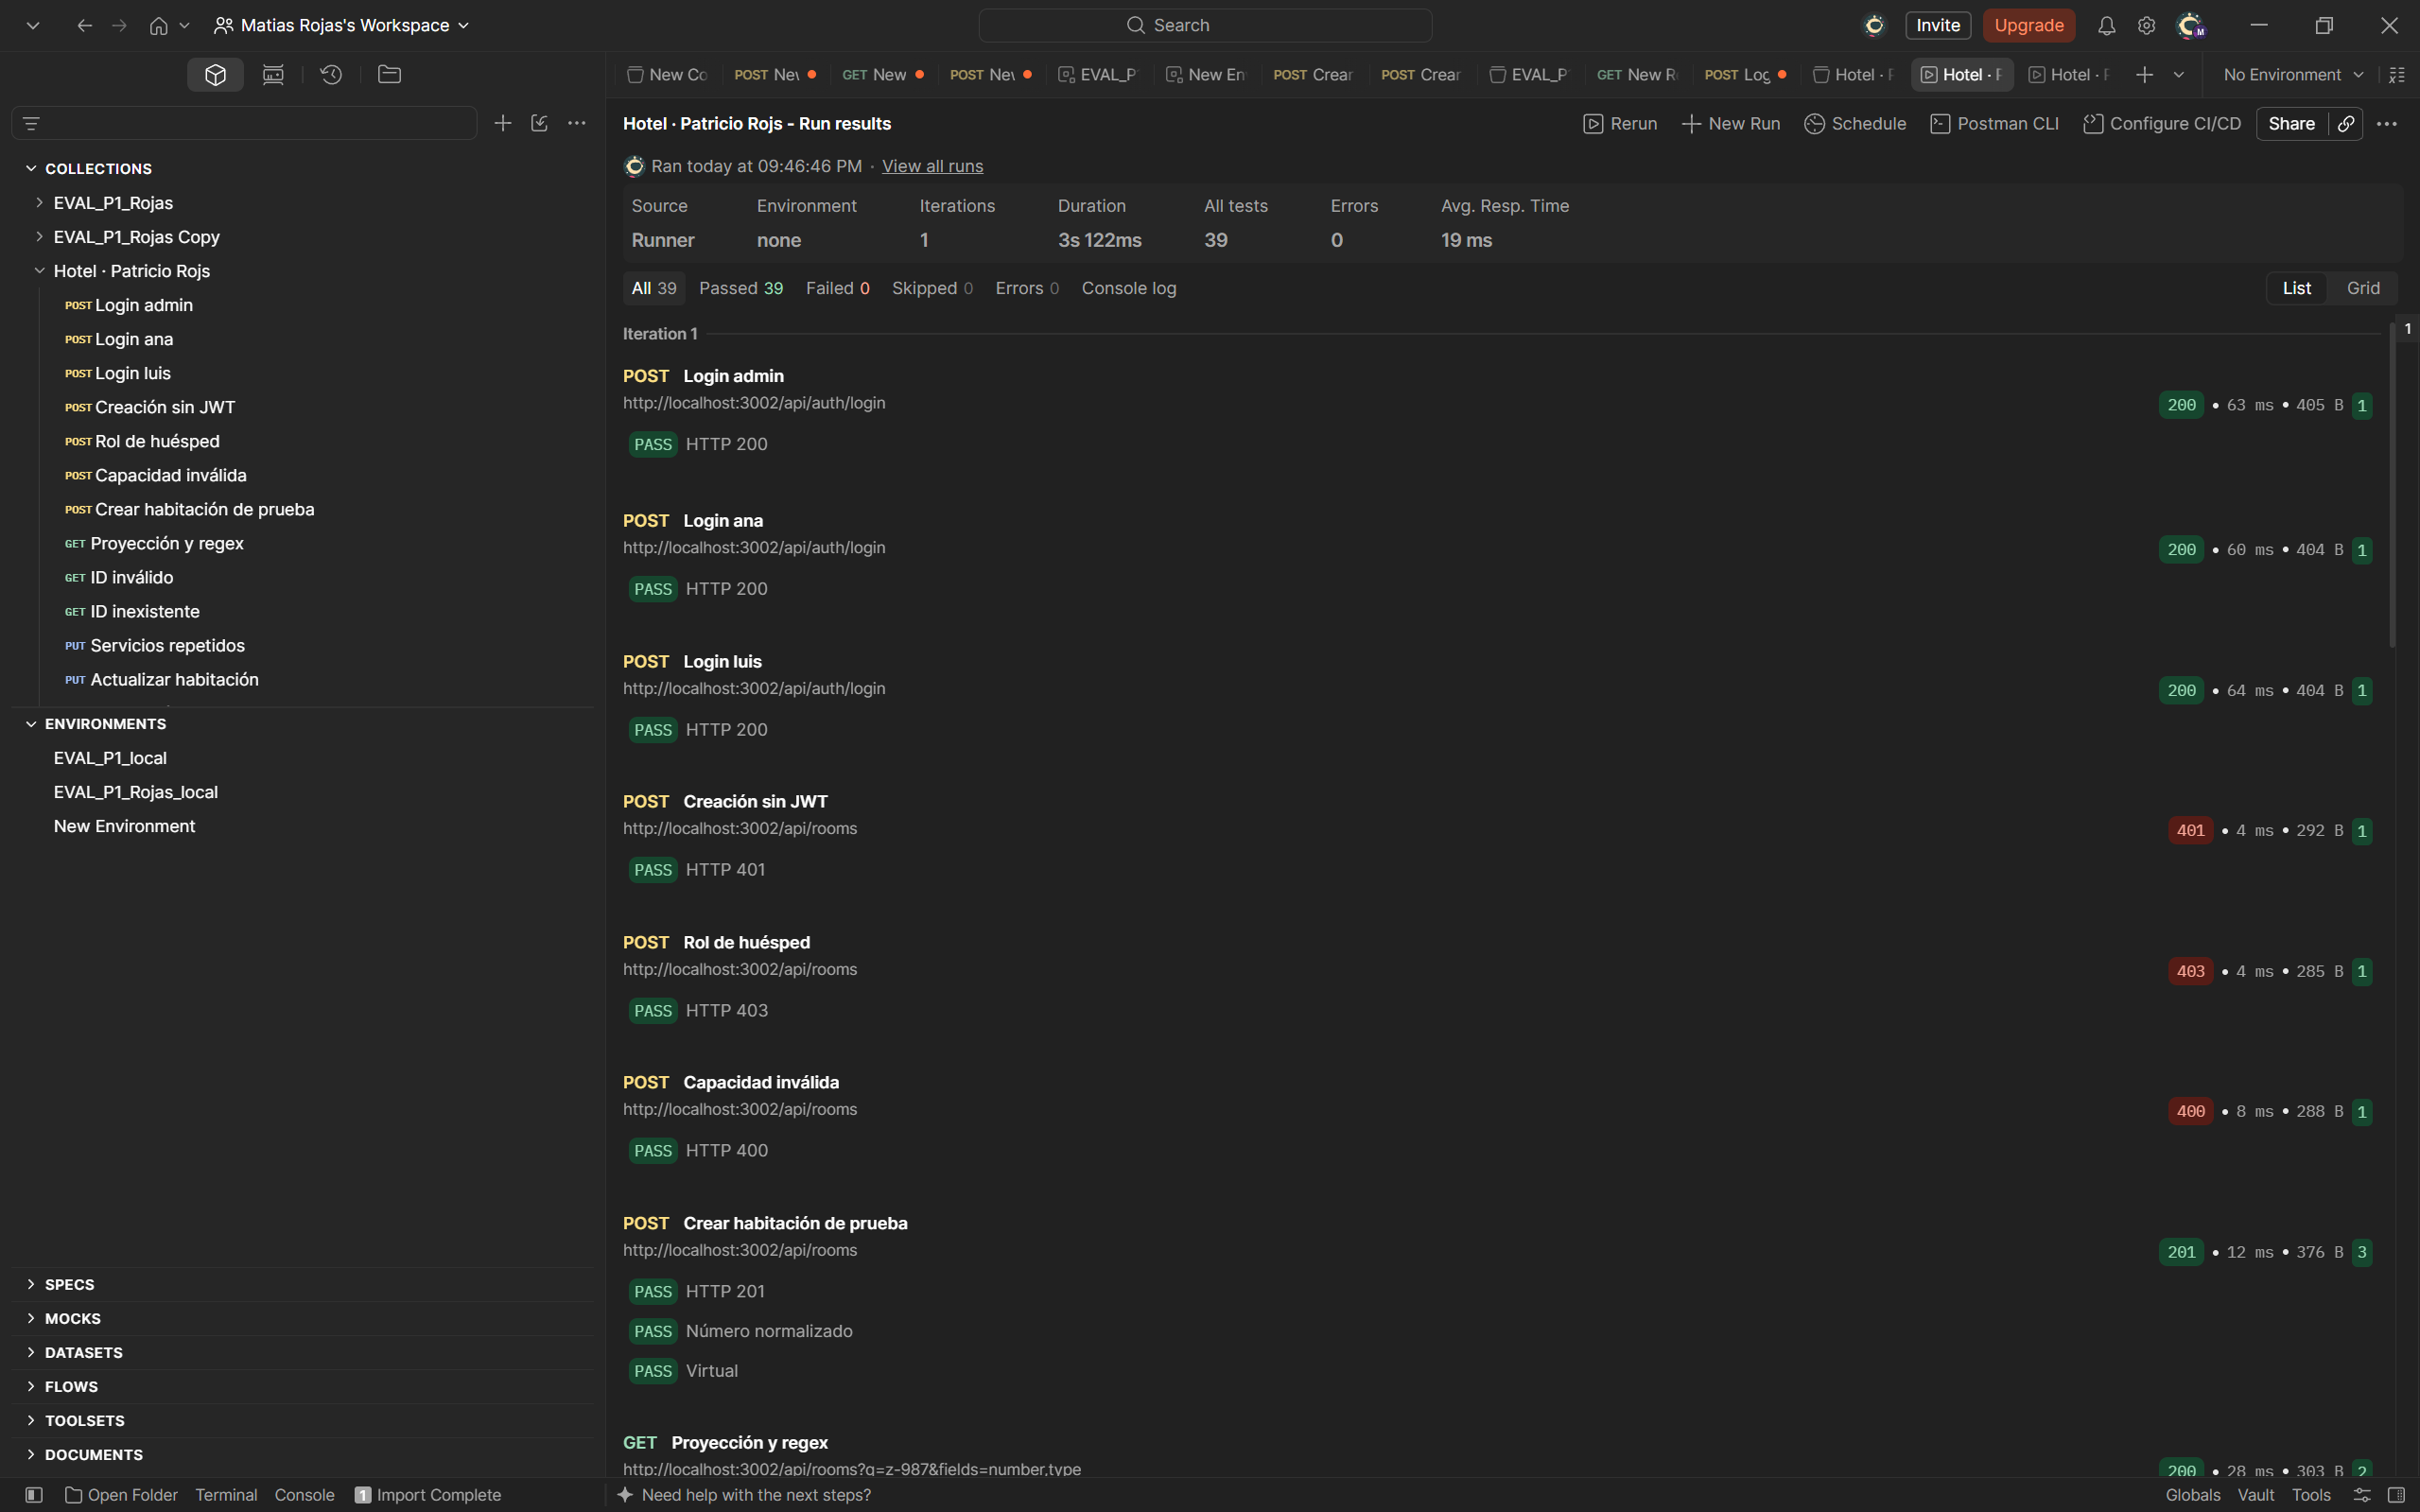 Matias Rojas's Workspace
Search
Invite
Upgrade
New Co
POST Nev
GET New
POST Nev
EVAL_P
New En
POST Crear
POST Crear
EVAL_P
GET New R
POST Log
Hotel ·
Hotel ·
Hotel ·
No Environment
COLLECTIONS
EVAL_P1_Rojas
EVAL_P1_Rojas Copy
Hotel · Patricio Rojs
POST Login admin
POST Login ana
POST Login luis
POST Creación sin JWT
POST Rol de huésped
POST Capacidad inválida
POST Crear habitación de prueba
GET Proyección y regex
GET ID inválido
GET ID inexistente
PUT Servicios repetidos
PUT Actualizar habitación
ENVIRONMENTS
EVAL_P1_local
EVAL_P1_Rojas_local
New Environment
SPECS
MOCKS
DATASETS
FLOWS
TOOLSETS
DOCUMENTS
Hotel · Patricio Rojs - Run results
Rerun
New Run
Schedule
Postman CLI
Configure CI/CD
Share
Ran today at 09:46:46 PM · View all runs
Source Environment Iterations Duration All tests Errors Avg. Resp. Time
Runner none 1 3s 122ms 39 0 19 ms
All 39 Passed 39 Failed 0 Skipped 0 Errors 0 Console log
List Grid
Iteration 1
1
POST Login admin
http://localhost:3002/api/auth/login
200 • 63 ms • 405 B 1
PASS HTTP 200
POST Login ana
http://localhost:3002/api/auth/login
200 • 60 ms • 404 B 1
PASS HTTP 200
POST Login luis
http://localhost:3002/api/auth/login
200 • 64 ms • 404 B 1
PASS HTTP 200
POST Creación sin JWT
http://localhost:3002/api/rooms
401 • 4 ms • 292 B 1
PASS HTTP 401
POST Rol de huésped
http://localhost:3002/api/rooms
403 • 4 ms • 285 B 1
PASS HTTP 403
POST Capacidad inválida
http://localhost:3002/api/rooms
400 • 8 ms • 288 B 1
PASS HTTP 400
POST Crear habitación de prueba
http://localhost:3002/api/rooms
201 • 12 ms • 376 B 3
PASS HTTP 201
PASS Número normalizado
PASS Virtual
GET Proyección y regex
http://localhost:3002/api/rooms?q=z-987&fields=number,type
200 • 28 ms • 303 B 2
Open Folder
Terminal
Console
1 Import Complete
Need help with the next steps?
Globals
Vault
Tools